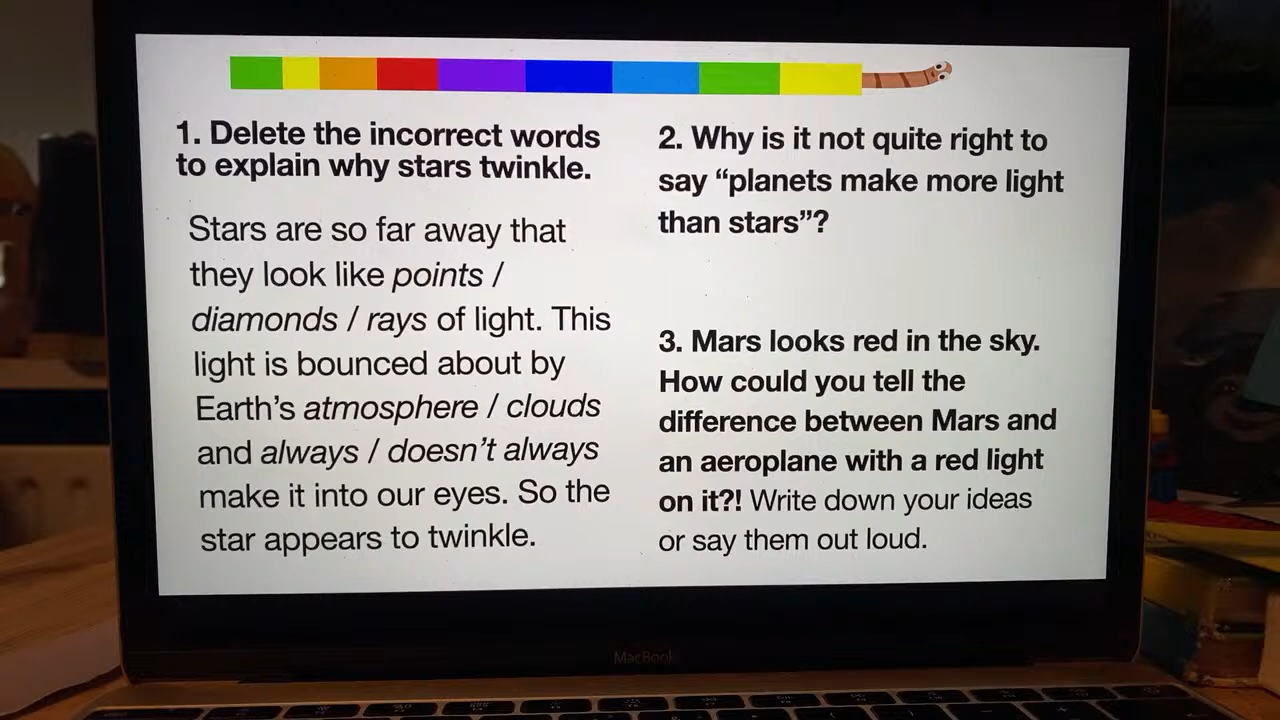 1. Delete the incorrect words
to explain why stars twinkle.
Stars are so far away that
they look like points /
diamonds / rays of light. This
light is bounced about by
Earth's atmosphere / clouds
and always / doesn't always
make it into our eyes. So the
star appears to twinkle.
2. Why is it not quite right to
say “planets make more light
than stars”?
3. Mars looks red in the sky.
How could you tell the
difference between Mars and
an aeroplane with a red light
on it?! Write down your ideas
or say them out loud.
MacBook